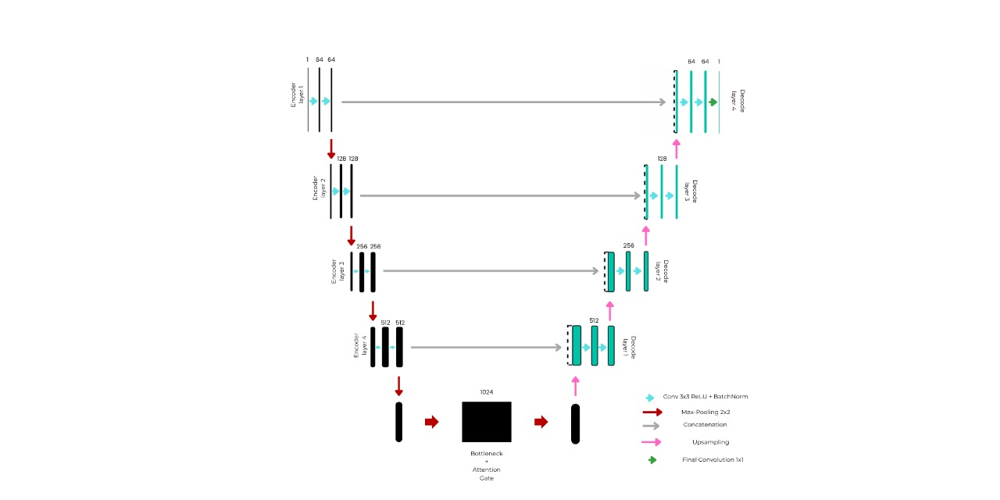 1 64 64
Encoder
layer 1
64 64 1
Decode
layer 4
128 128
Encoder
layer 2
128
Decode
layer 3
256 256
Encoder
layer 3
256
Decode
layer 2
512 512
Encoder
layer 4
512
Decode
layer 1
1024
Bottleneck
+
Attention
Gate
Conv 3x3 ReLU + BatchNorm
Max-Pooling 2x2
Concatenation
Upsampling
Final Convolution 1x1